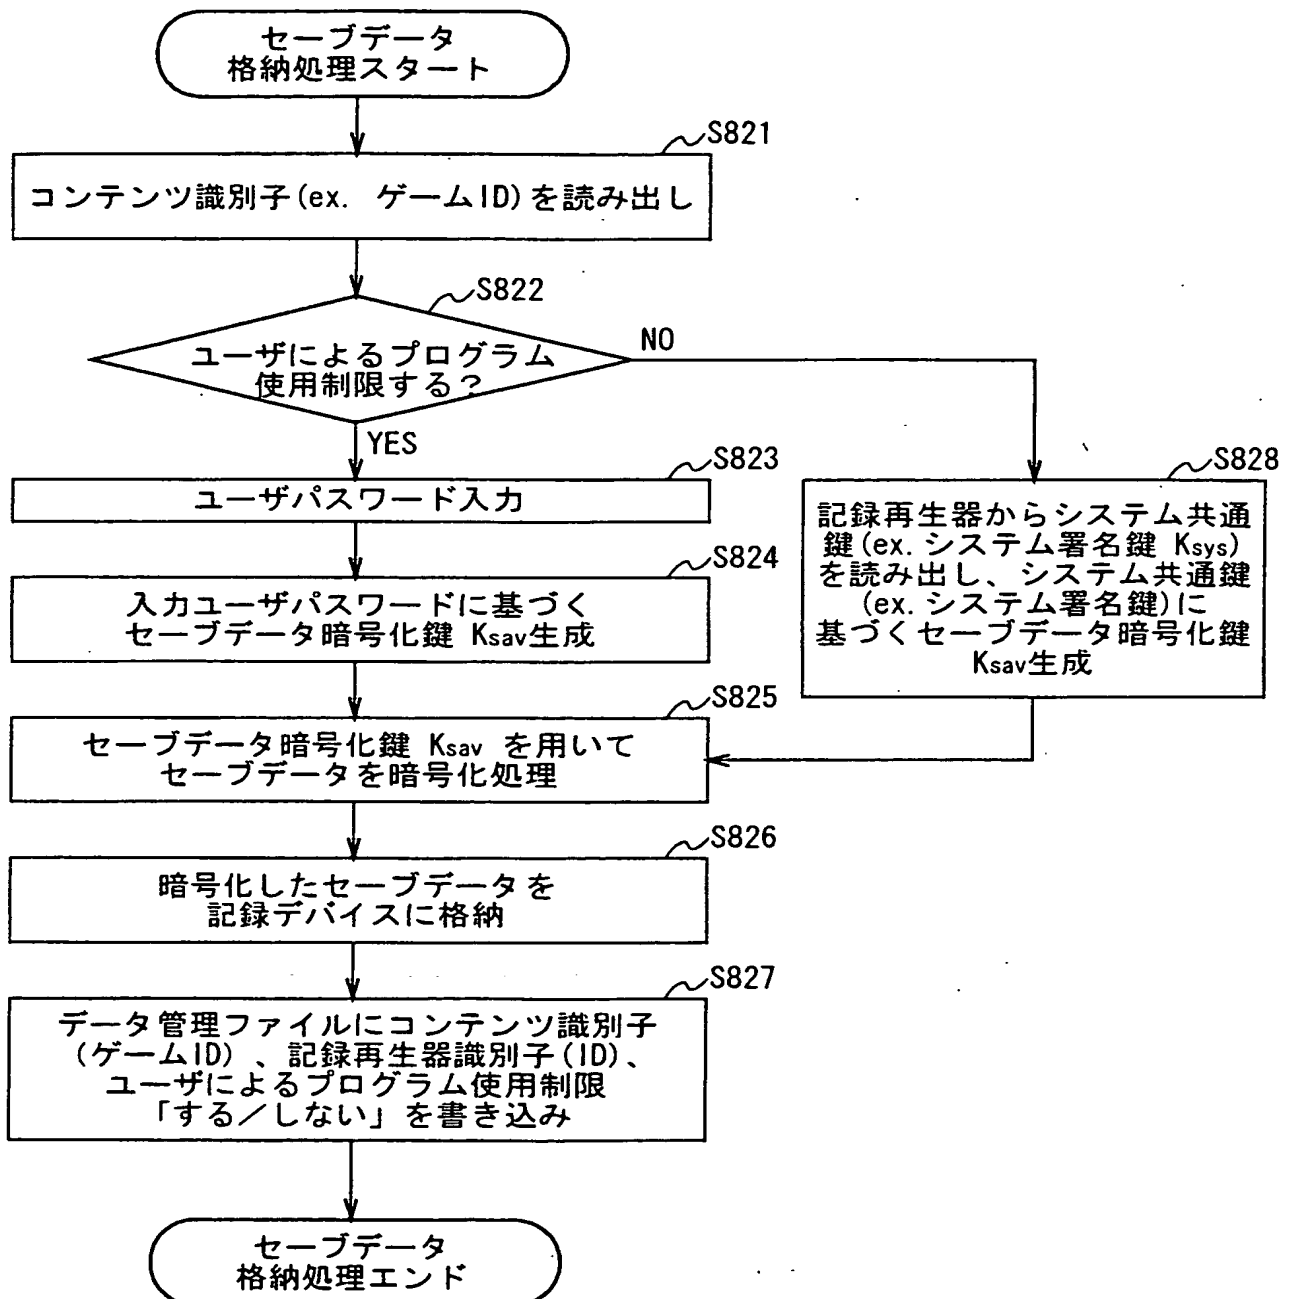 セーブデータ
格納処理スタート
S821
コンテンツ識別子(ex. ゲームID)を読み出し
S822
ユーザによるプログラム
使用制限する?
NO
YES
S823
ユーザパスワード入力
S824
入力ユーザパスワードに基づく
セーブデータ暗号化鍵 Ksav生成
S828
記録再生器からシステム共通
鍵(ex.システム署名鍵 Ksys)
を読み出し、システム共通鍵
(ex.システム署名鍵)に
基づくセーブデータ暗号化鍵
Ksav生成
S825
セーブデータ暗号化鍵 Ksav を用いて
セーブデータを暗号化処理
S826
暗号化したセーブデータを
記録デバイスに格納
S827
データ管理ファイルにコンテンツ識別子
(ゲームID) 、記録再生器識別子(ID)、
ユーザによるプログラム使用制限
「する/しない」を書き込み
セーブデータ
格納処理エンド